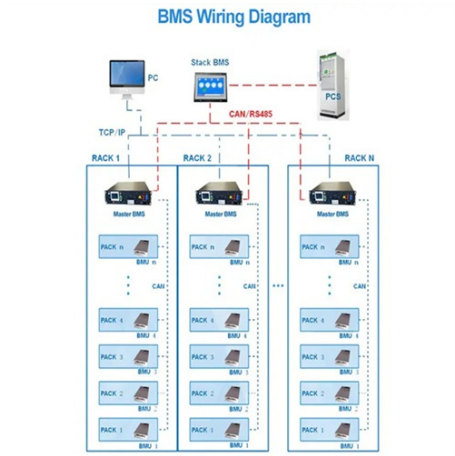 BMS Wiring Diagram
PC
Stack BMS
PCS
CAN/RS485
TCP/IP
RACK 1
RACK 2
RACK N
Master BMS
Master BMS
Master BMS
PACK n
BMU n
PACK n
BMU n
PACK n
BMU n
CAN
CAN
CAN
PACK 4
BMU 4
PACK 4
BMU 4
PACK 4
BMU 4
PACK 3
BMU 3
PACK 3
BMU 3
PACK 3
BMU 3
PACK 2
BMU 2
PACK 2
BMU 2
PACK 2
BMU 2
PACK 1
BMU 1
PACK 1
BMU 1
PACK 1
BMU 1